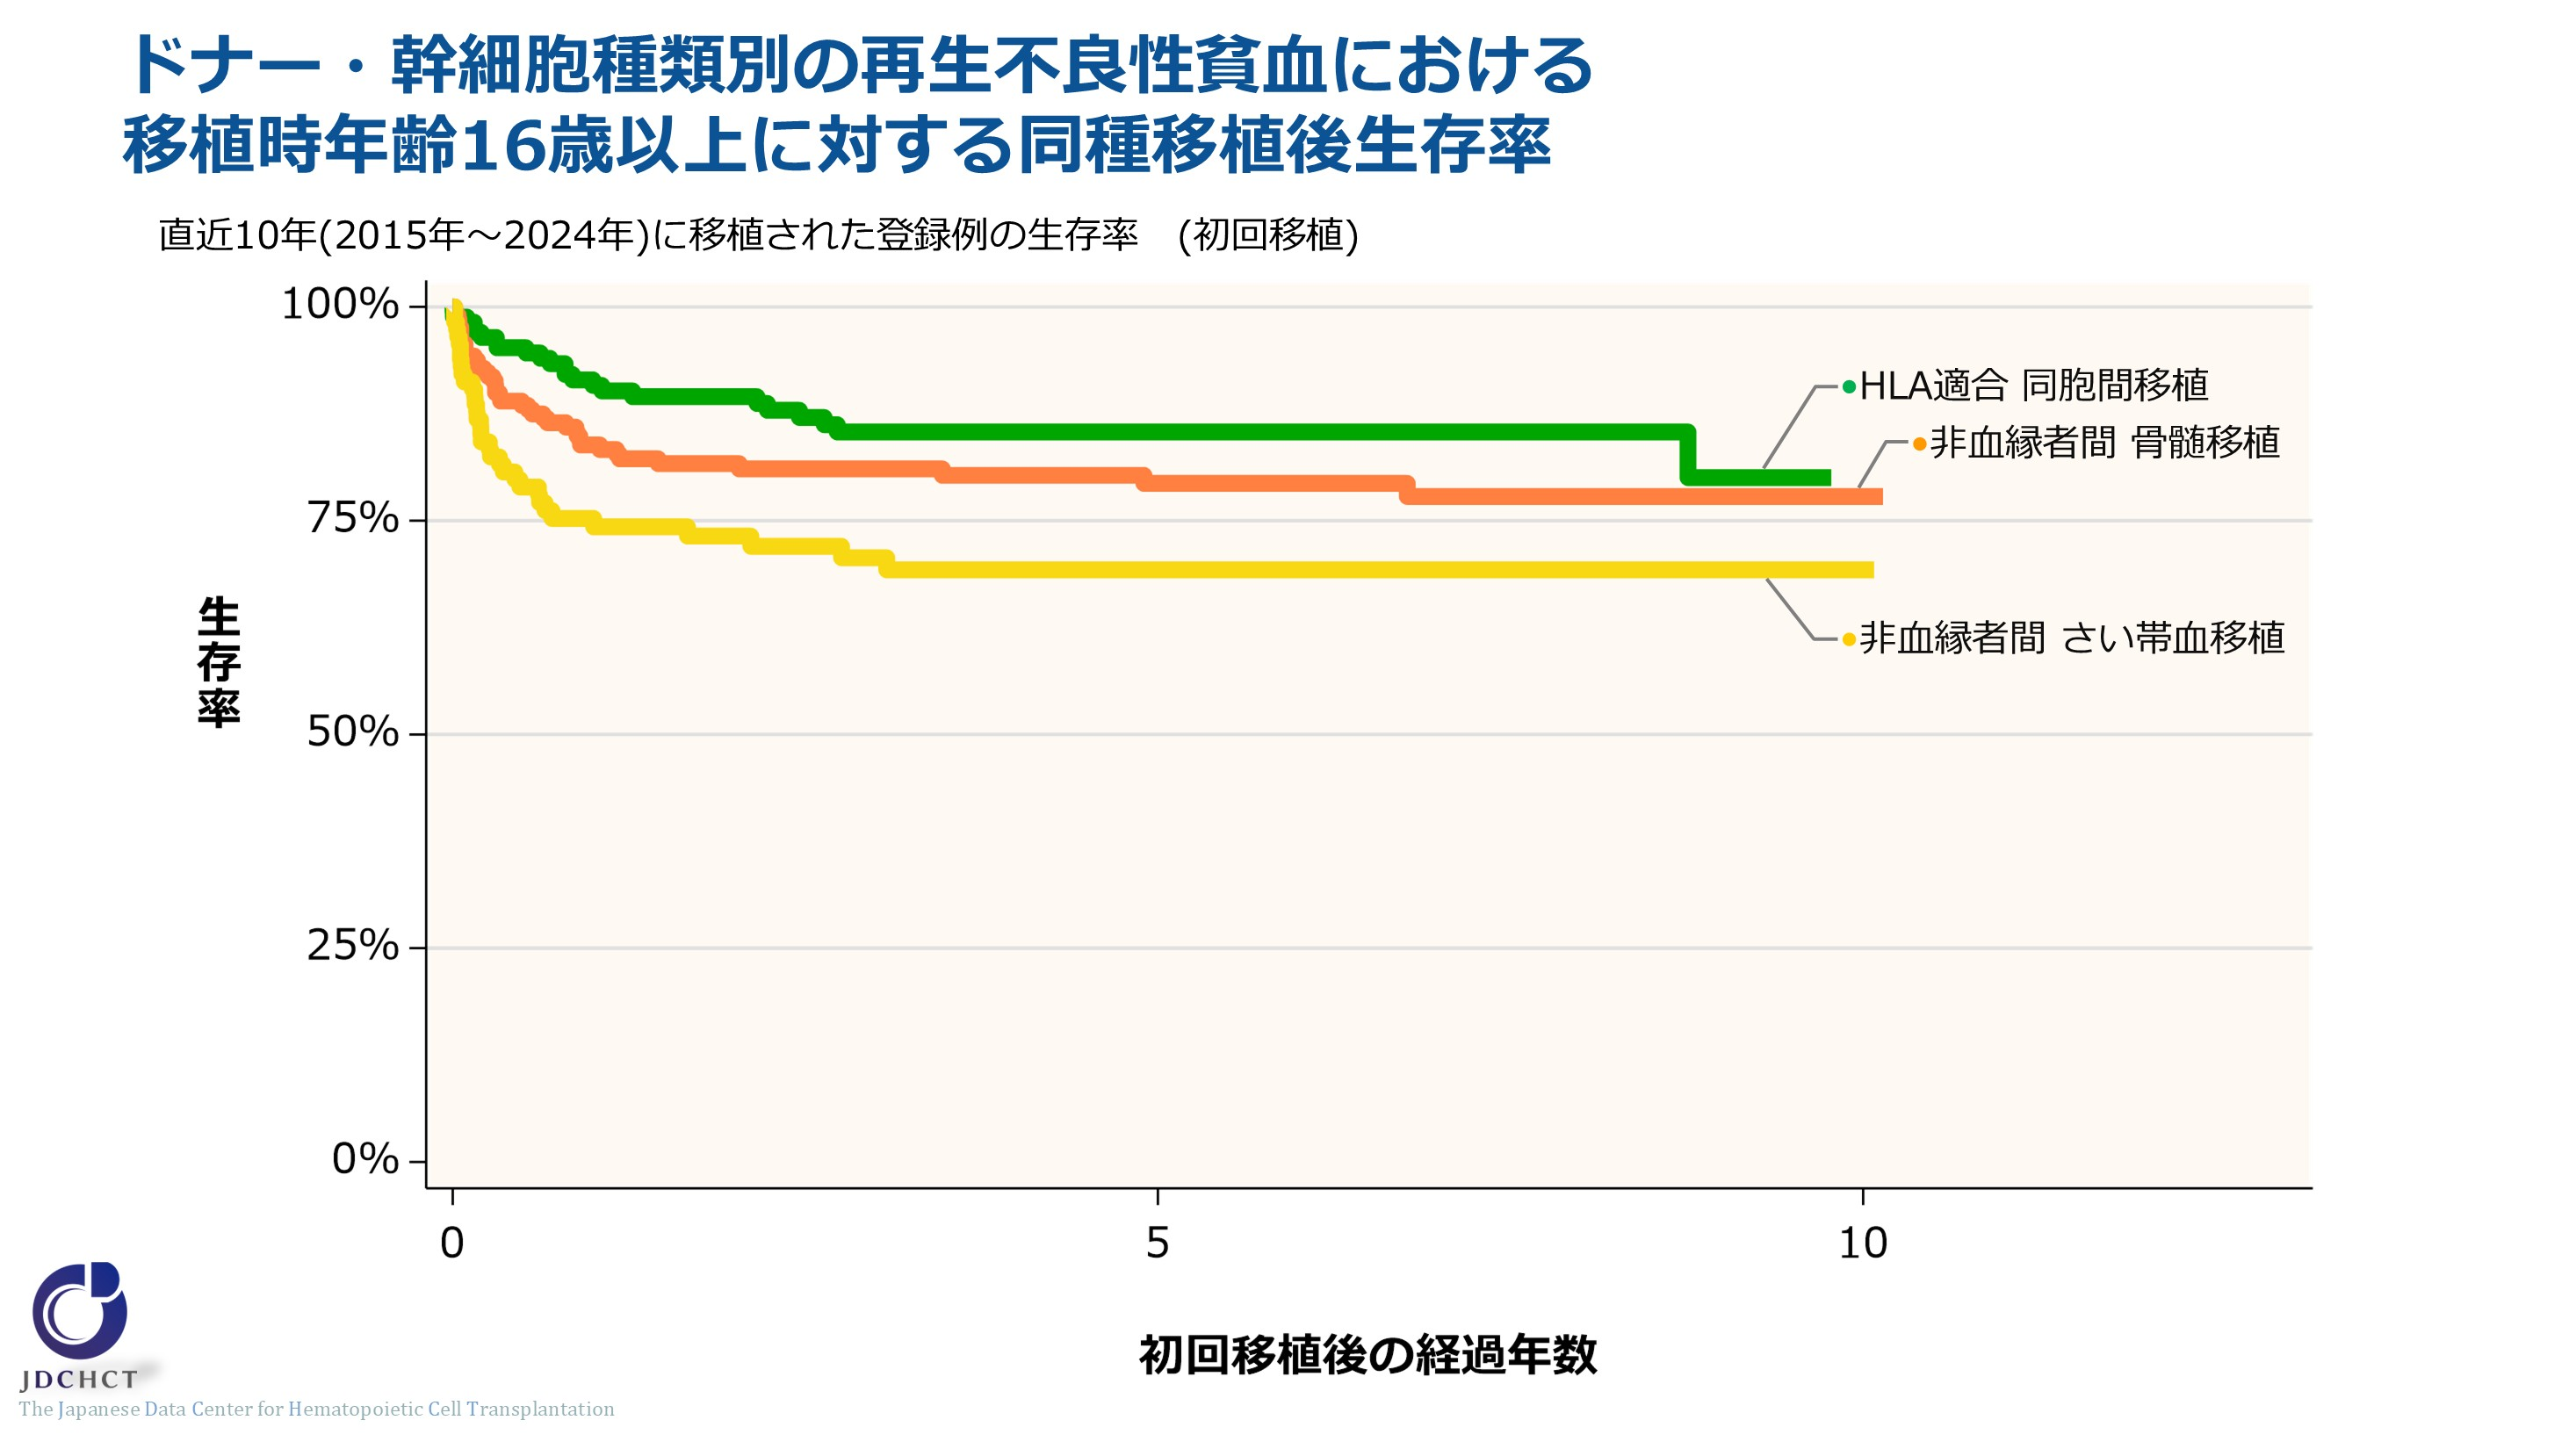 ドナー・幹細胞種類別の再生不良性貧血における
移植時年齢16歳以上に対する同種移植後生存率
直近10年(2015年～2024年)に移植された登録例の生存率　(初回移植)
100%
75%
50%
25%
0%
生存率
HLA適合 同胞間移植
非血縁者間 骨髄移植
非血縁者間 さい帯血移植
0
5
10
初回移植後の経過年数
JDCHCT
The Japanese Data Center for Hematopoietic Cell Transplantation